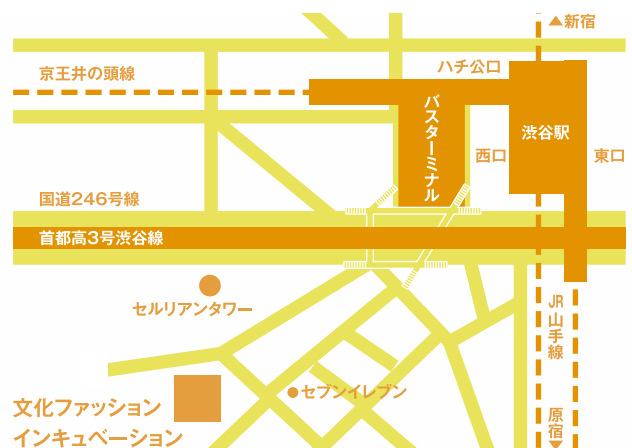 ▲新宿
京王井の頭線
ハチ公口
バスターミナル
渋谷駅
西口
東口
国道246号線
首都高3号渋谷線
セルリアンタワー
JR山手線
セブンイレブン
文化ファッション
インキュベーション
原宿▼